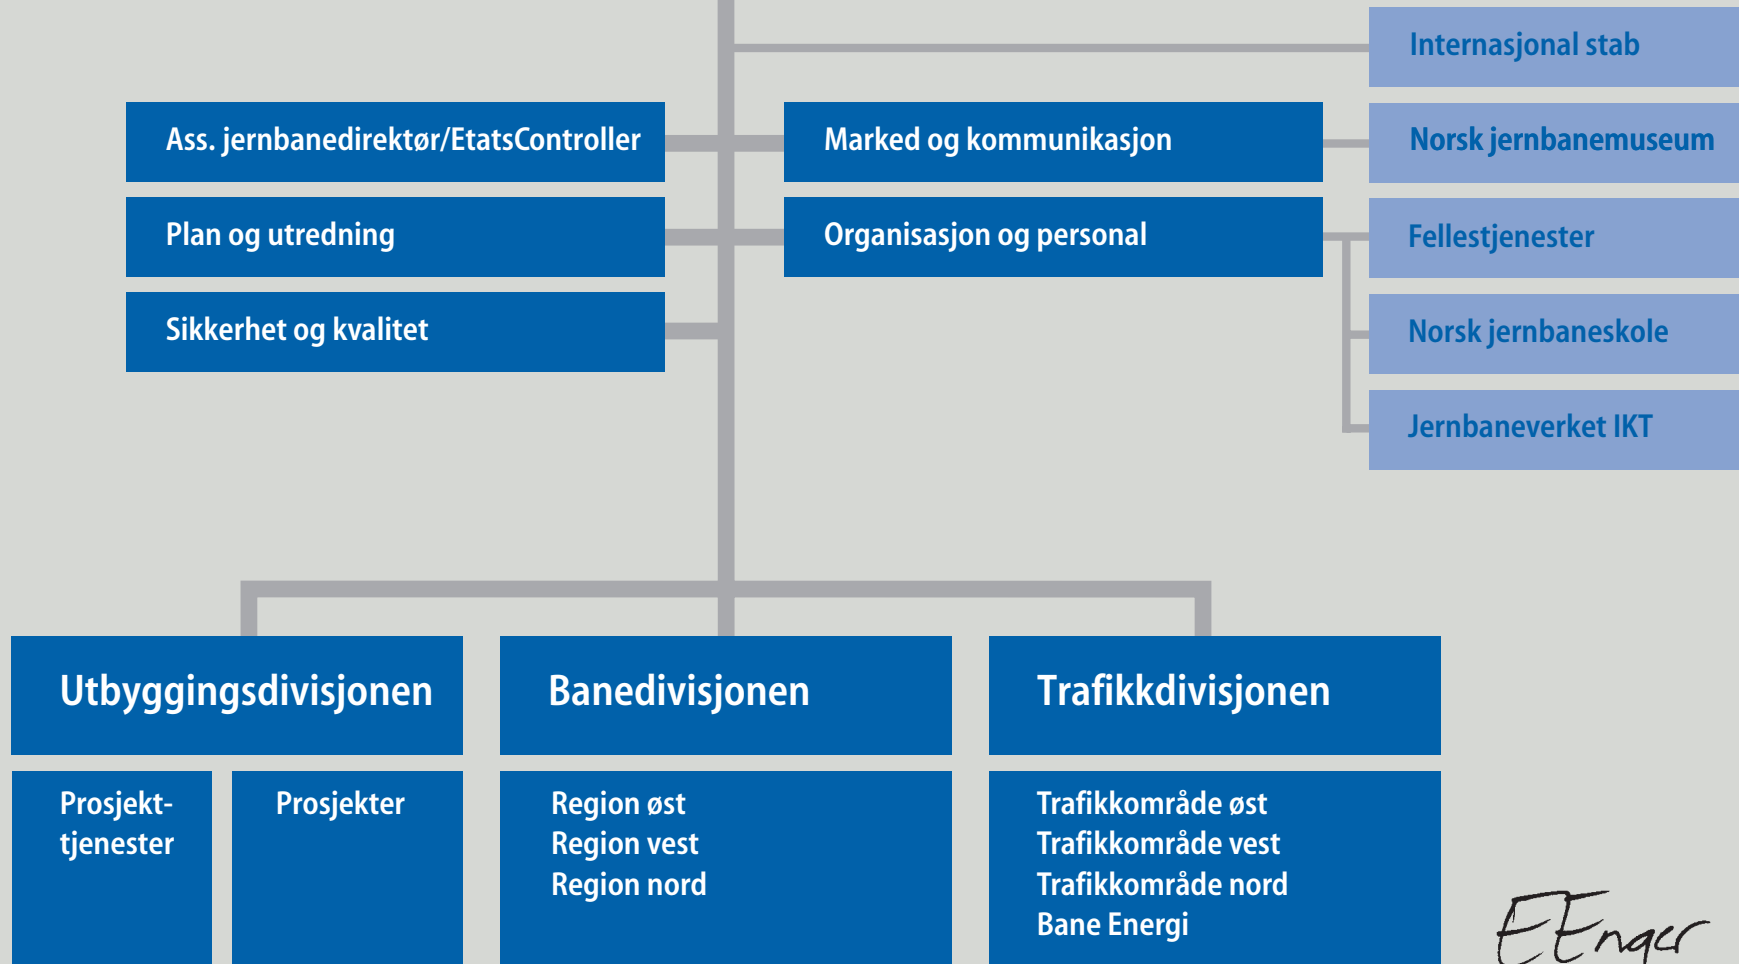 Internasjonal stab
Ass. jernbanedirektør/EtatsController
Marked og kommunikasjon
Norsk jernbanemuseum
Plan og utredning
Organisasjon og personal
Fellestjenester
Sikkerhet og kvalitet
Norsk jernbaneskole
Jernbaneverket IKT
Utbyggingsdivisjonen
Banedivisjonen
Trafikkdivisjonen
Prosjekt-
tjenester
Prosjekter
Region øst
Region vest
Region nord
Trafikkområde øst
Trafikkområde vest
Trafikkområde nord
Bane Energi
EEnger